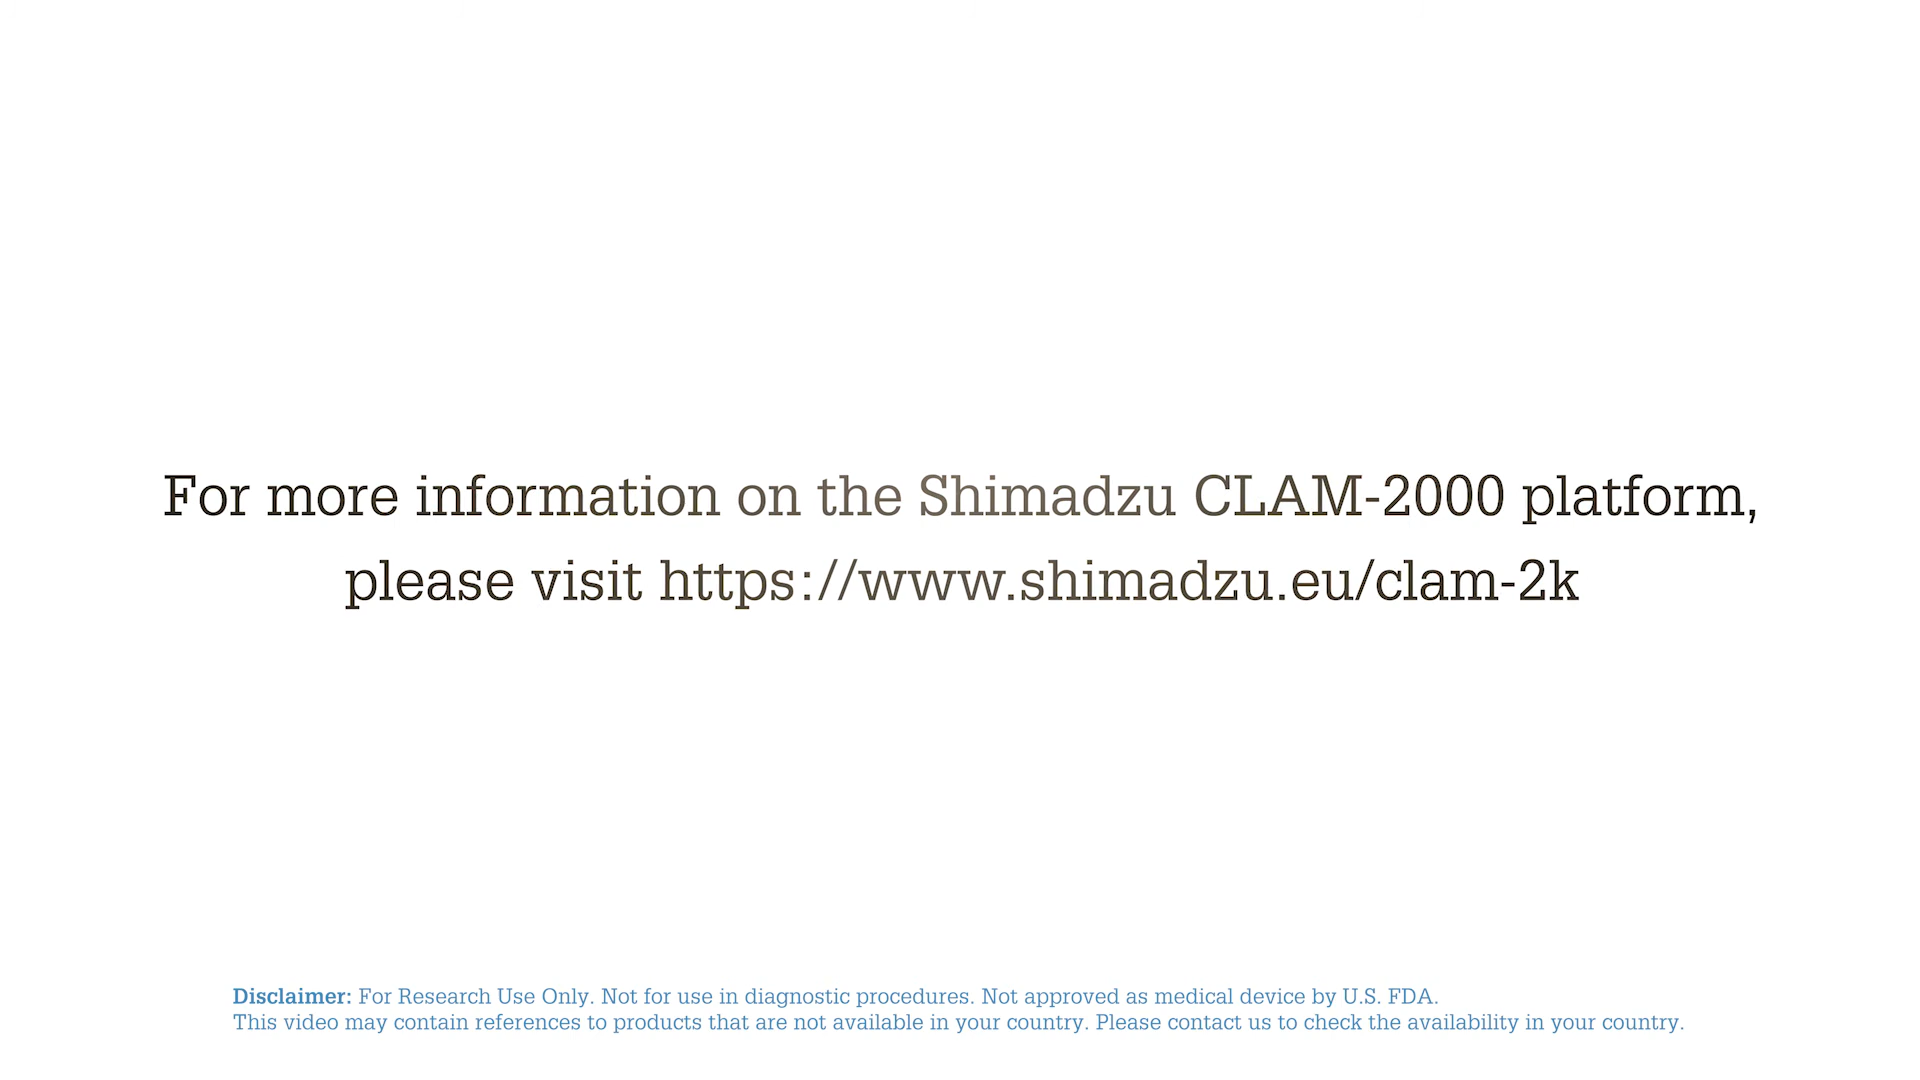 For more information on the Shimadzu CLAM-2000 platform,
please visit https://www.shimadzu.eu/clam-2k
Disclaimer: For Research Use Only. Not for use in diagnostic procedures. Not approved as medical device by U.S. FDA.
This video may contain references to products that are not available in your country. Please contact us to check the availability in your country.